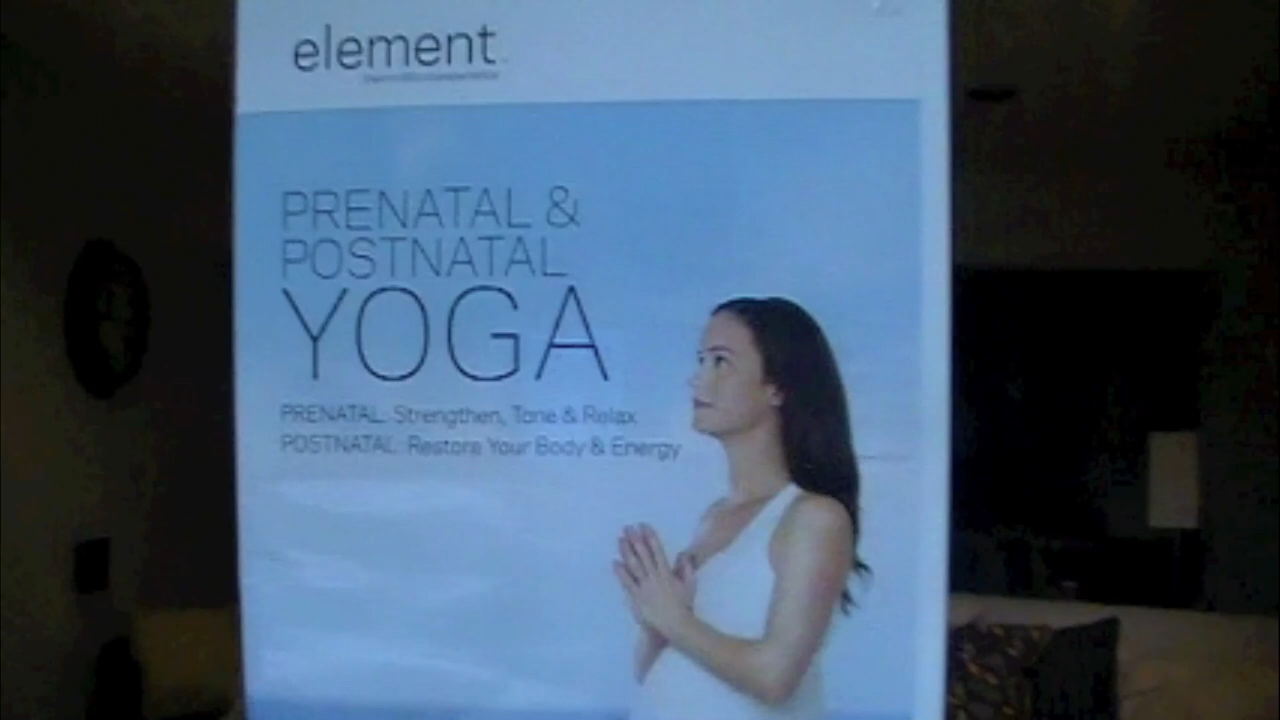 element
PRENATAL &
POSTNATAL
YOGA
PRENATAL: Strengthen, Tone & Relax
POSTNATAL: Restore Your Body & Energy